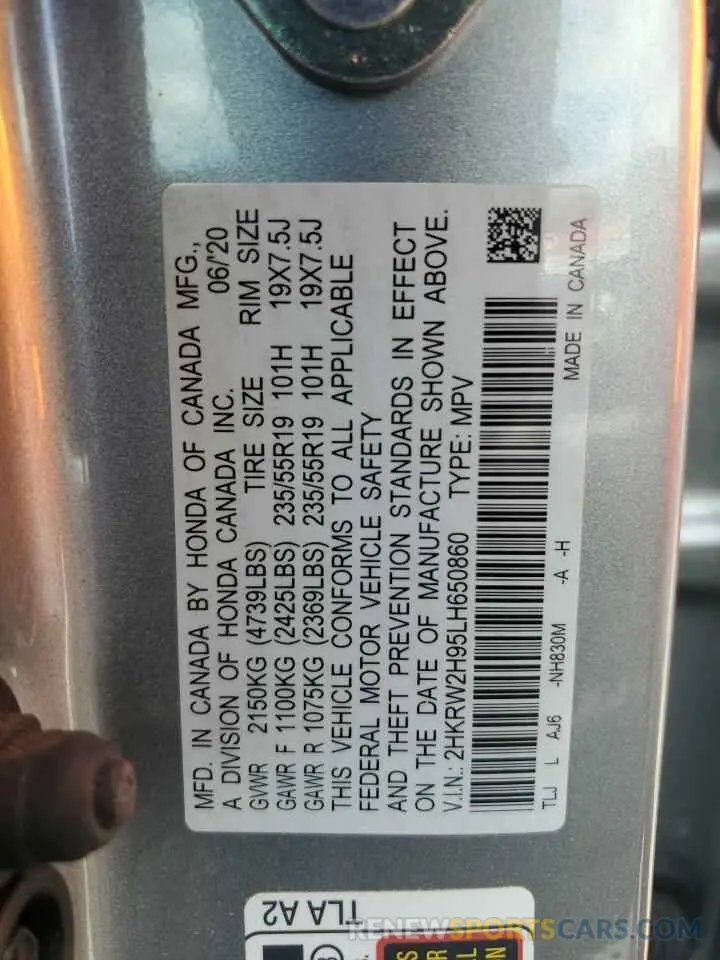 MFD. IN CANADA BY HONDA OF CANADA MFG.,
A DIVISION OF HONDA CANADA INC. 06/'20
GVWR 2150KG (4739LBS) TIRE SIZE RIM SIZE
GAWR F 1100KG (2425LBS) 235/55R19 101H 19X7.5J
GAWR R 1075KG (2369LBS) 235/55R19 101H 19X7.5J
THIS VEHICLE CONFORMS TO ALL APPLICABLE
FEDERAL MOTOR VEHICLE SAFETY
AND THEFT PREVENTION STANDARDS IN EFFECT
ON THE DATE OF MANUFACTURE SHOWN ABOVE.
V.I.N.: 2HKRW2H95LH650860 TYPE: MPV
TLJ L AJ6 -NH830M -A -H MADE IN CANADA
TLA A2
RENEWSPORTSCARS.COM